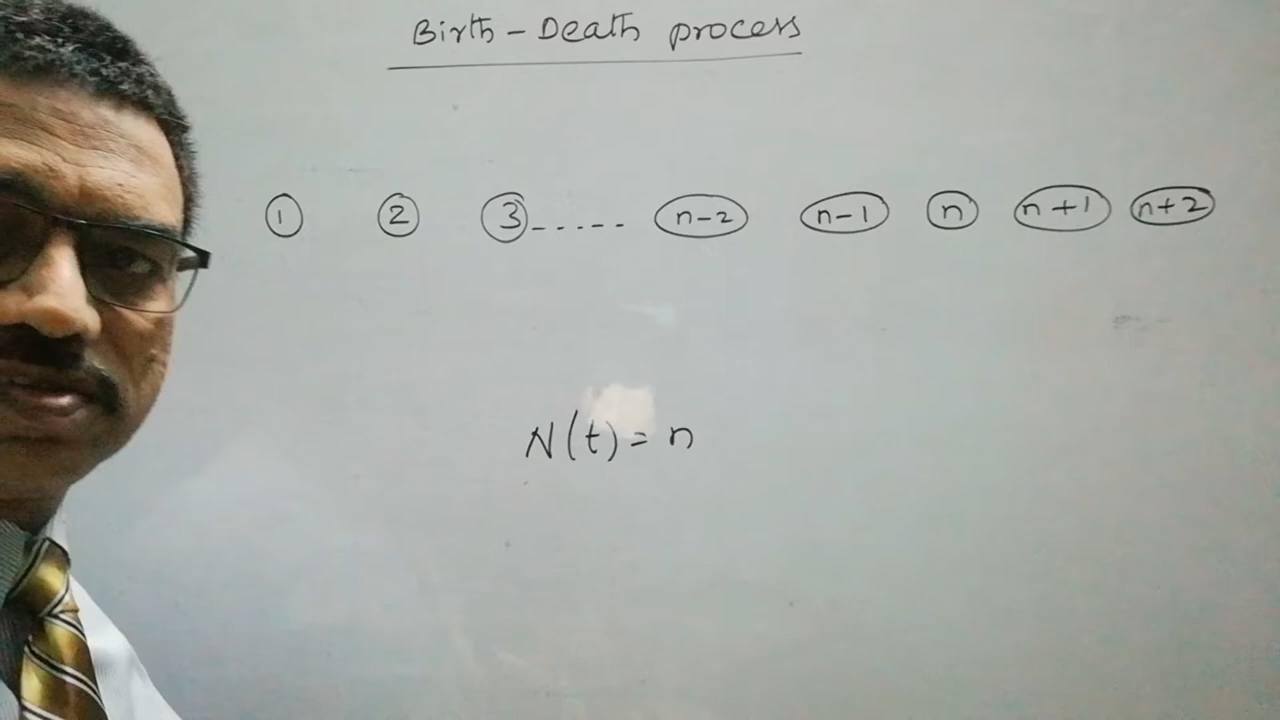 Birth - Death process
1 2 3 ..... n-2 n-1 n n+1 n+2
N(t) = n